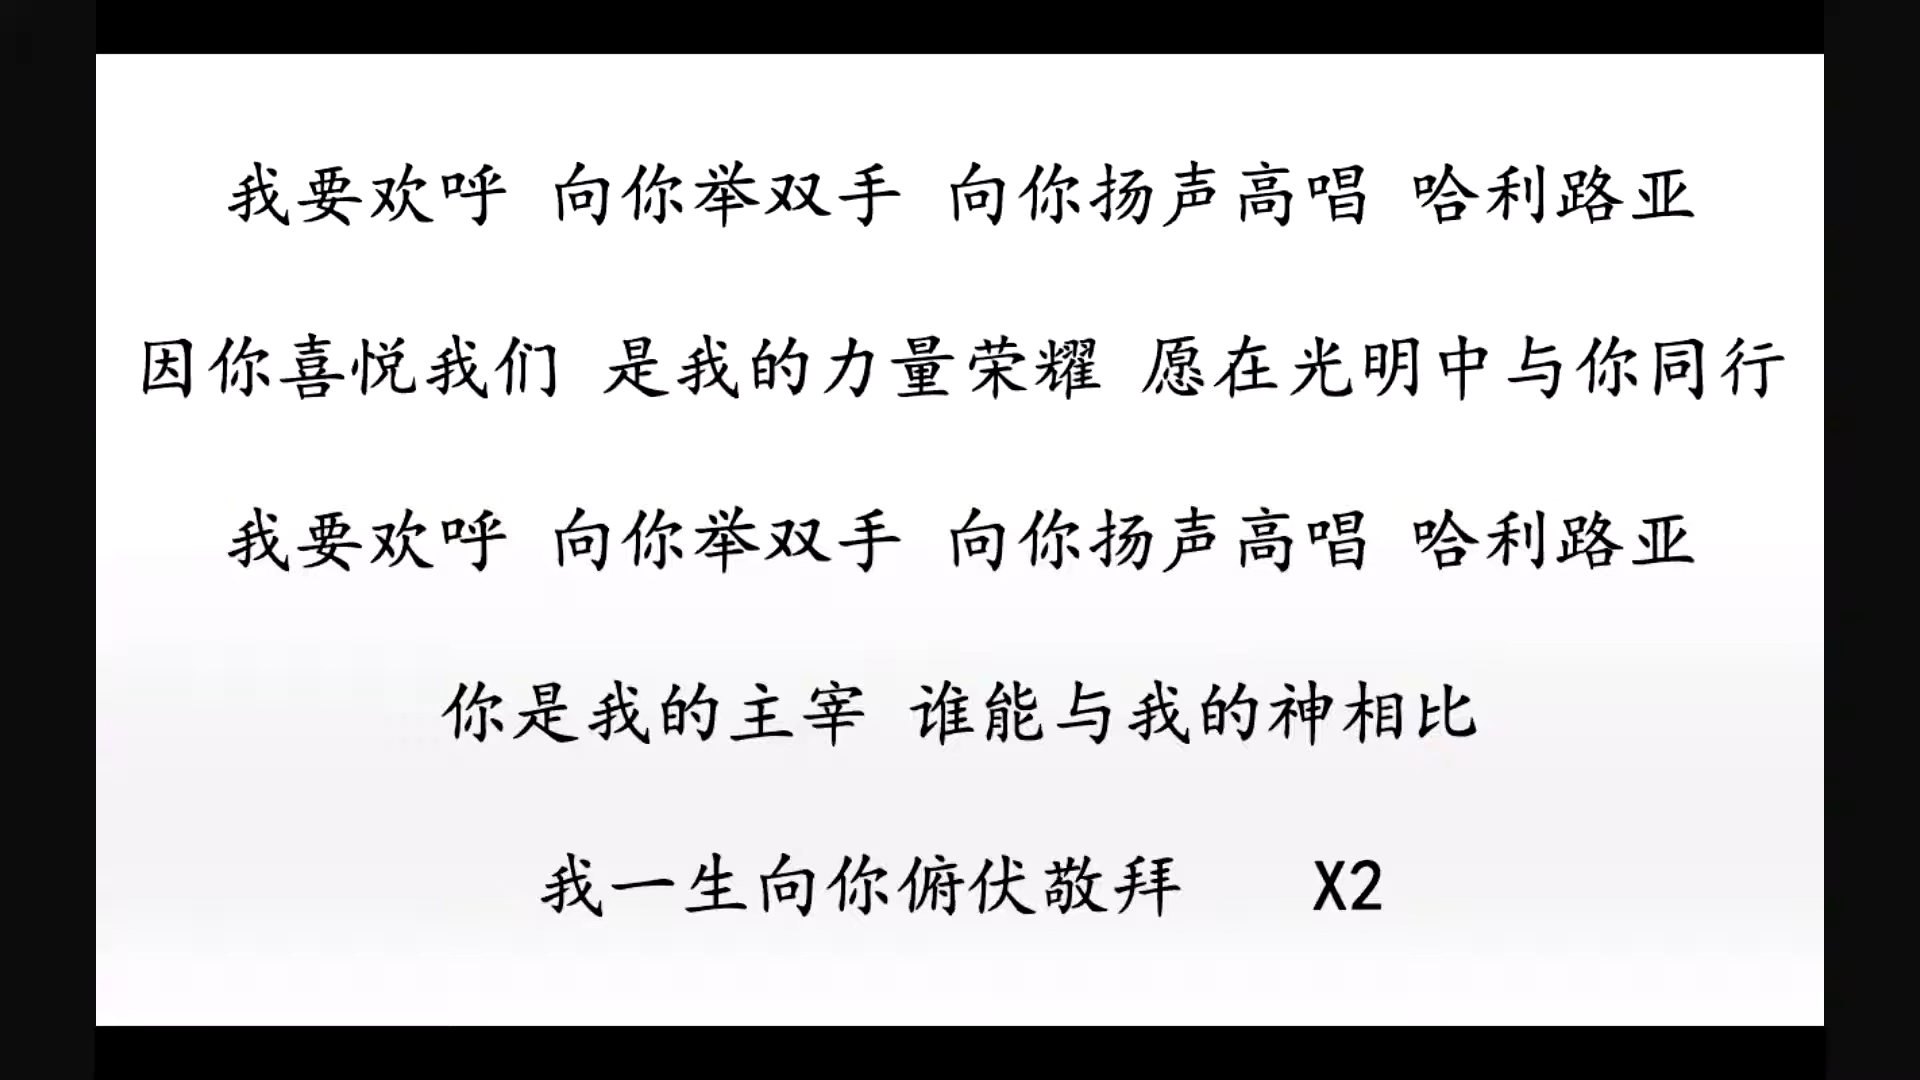 我要欢呼 向你举双手 向你扬声高唱 哈利路亚
因你喜悦我们 是我的力量荣耀 愿在光明中与你同行
我要欢呼 向你举双手 向你扬声高唱 哈利路亚
你是我的主宰 谁能与我的神相比
我一生向你俯伏敬拜 X2